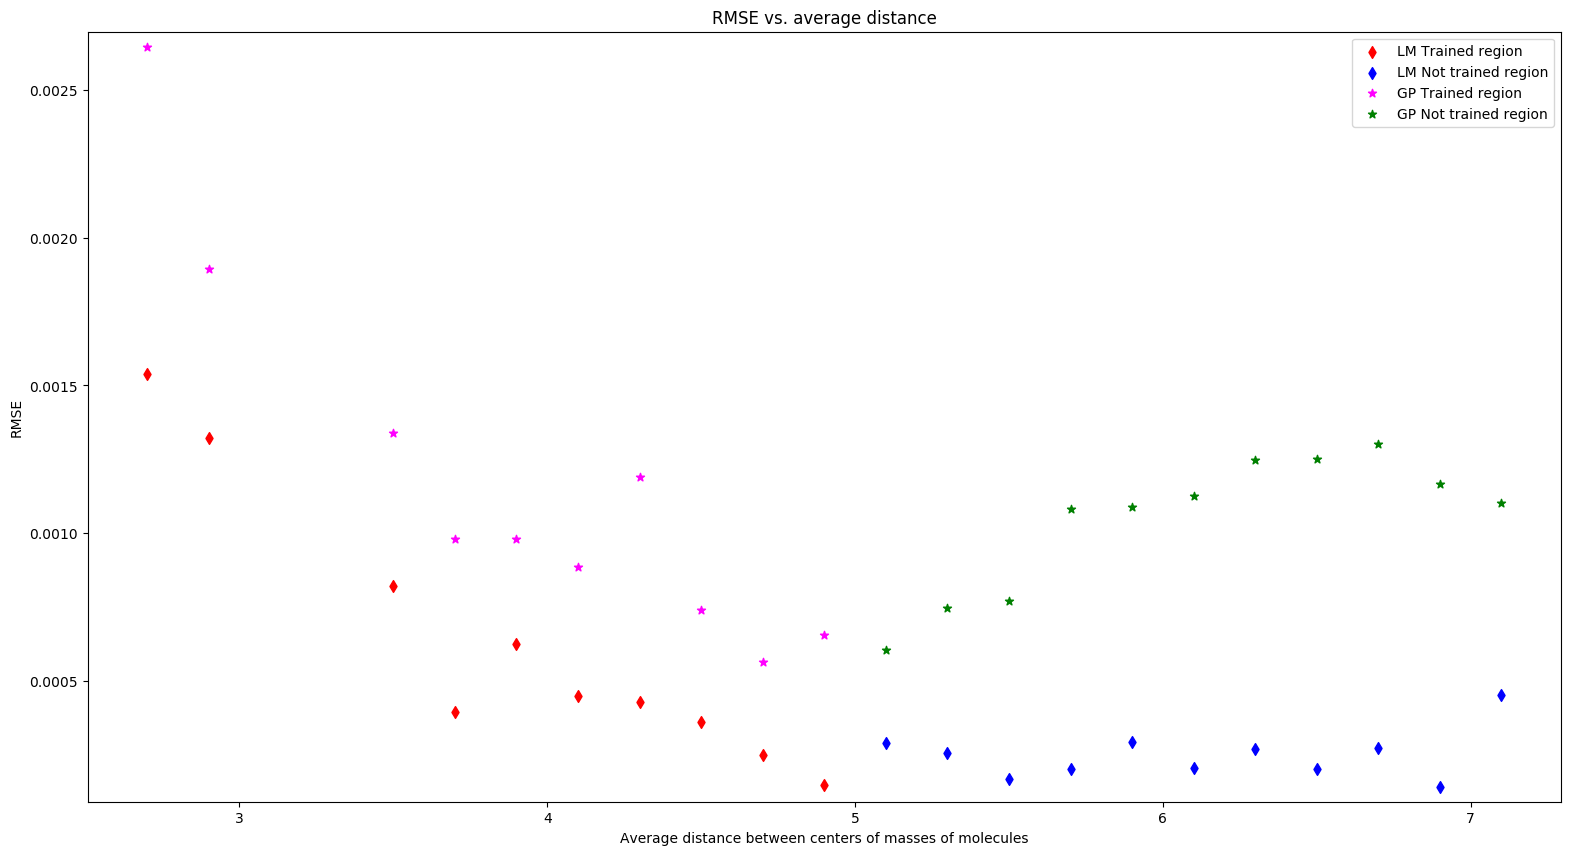 RMSE vs. average distance
LM Trained region
LM Not trained region
GP Trained region
GP Not trained region
0.0025
0.0020
0.0015
0.0010
0.0005
RMSE
3 4 5 6 7
Average distance between centers of masses of molecules